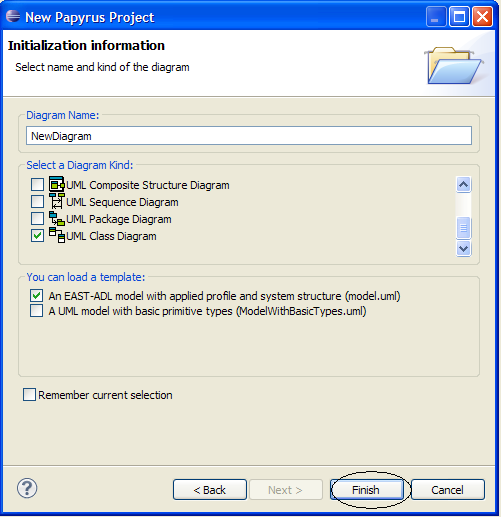 New Papyrus Project
Initialization information
Select name and kind of the diagram
Diagram Name:
NewDiagram
Select a Diagram Kind:
UML Composite Structure Diagram
UML Sequence Diagram
UML Package Diagram
UML Class Diagram
You can load a template:
An EAST-ADL model with applied profile and system structure (model.uml)
A UML model with basic primitive types (ModelWithBasicTypes.uml)
Remember current selection
? < Back Next > Finish Cancel